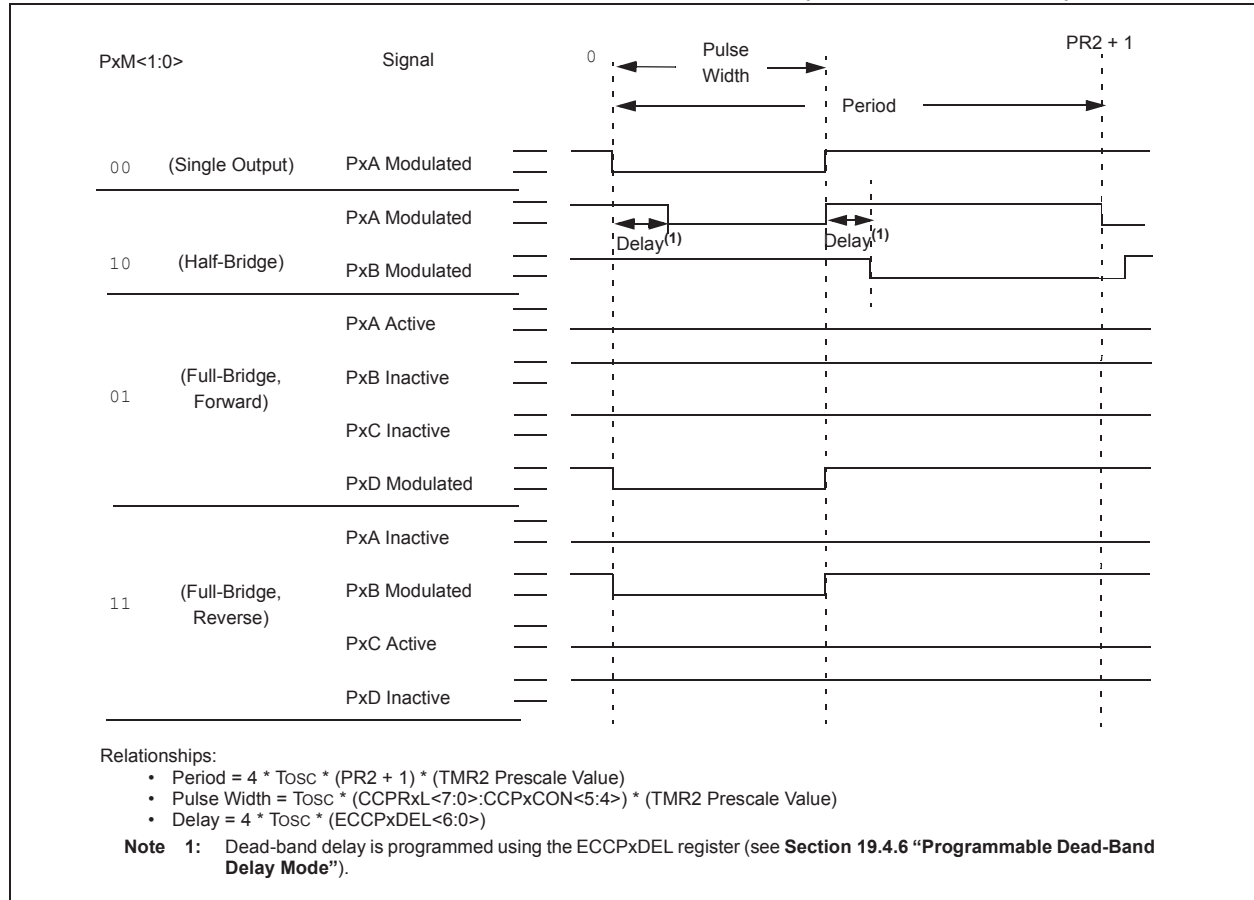 PxM<1:0>
Signal
0
Pulse
Width
PR2 + 1
Period
00 (Single Output) PxA Modulated
PxA Modulated
Delay(1) Delay(1)
10 (Half-Bridge) PxB Modulated
PxA Active
(Full-Bridge,
Forward)
PxB Inactive
01
PxC Inactive
PxD Modulated
PxA Inactive
11 (Full-Bridge,
Reverse)
PxB Modulated
PxC Active
PxD Inactive
Relationships:
• Period = 4 * TOSC * (PR2 + 1) * (TMR2 Prescale Value)
• Pulse Width = TOSC * (CCPRxL<7:0>:CCPxCON<5:4>) * (TMR2 Prescale Value)
• Delay = 4 * TOSC * (ECCPxDEL<6:0>)
Note 1: Dead-band delay is programmed using the ECCPxDEL register (see Section 19.4.6 “Programmable Dead-Band
Delay Mode”).